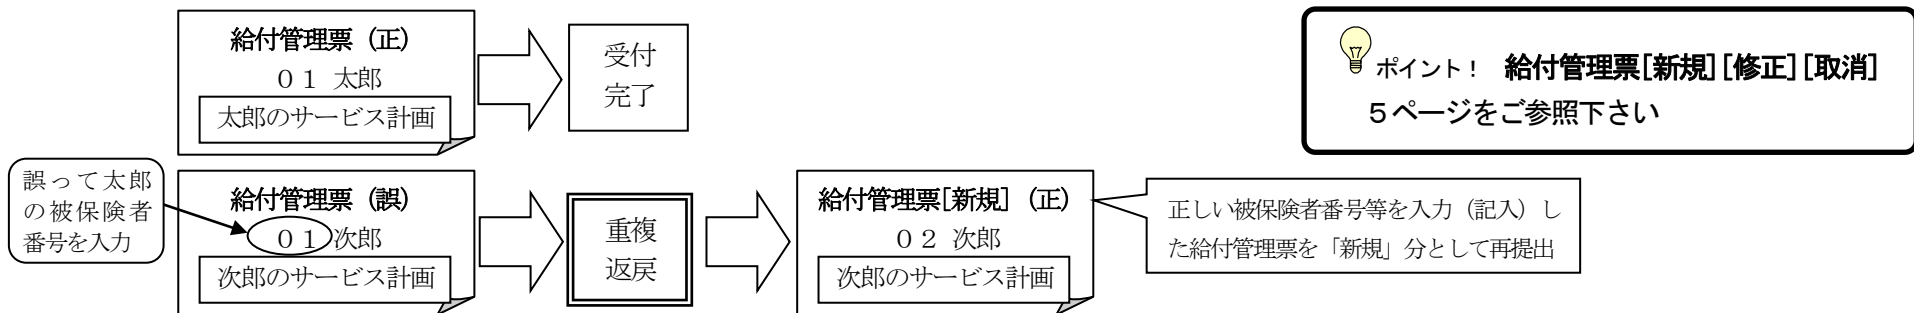 給付管理票（正）
０１ 太郎
太郎のサービス計画
受付
完了
ポイント！ 給付管理票[新規][修正][取消]
５ページをご参照下さい
誤って太郎
の被保険者
番号を入力
給付管理票（誤）
０１ 次郎
次郎のサービス計画
重複
返戻
給付管理票[新規]（正）
０２ 次郎
次郎のサービス計画
正しい被保険者番号等を入力（記入）し
た給付管理票を「新規」分として再提出